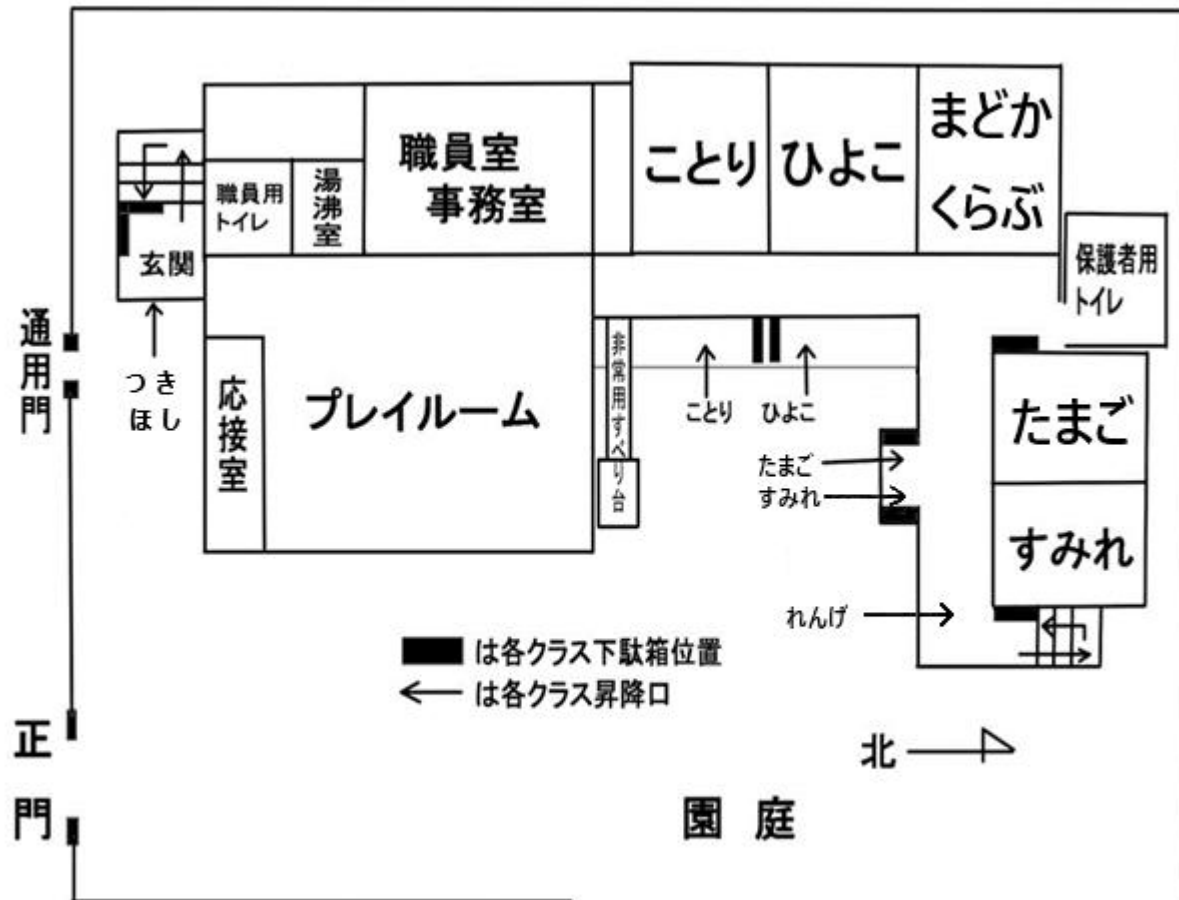 職員用
トイレ
湯沸室
職員室
事務室
ことり
ひよこ
まどか
くらぶ
保護者用
トイレ
玄関
つき
ほし
通用門
応接室
プレイルーム
非常用すべり台
ことり
ひよこ
たまご
すみれ
たまご
すみれ
れんげ
は各クラス下駄箱位置
は各クラス昇降口
北
正門
園庭